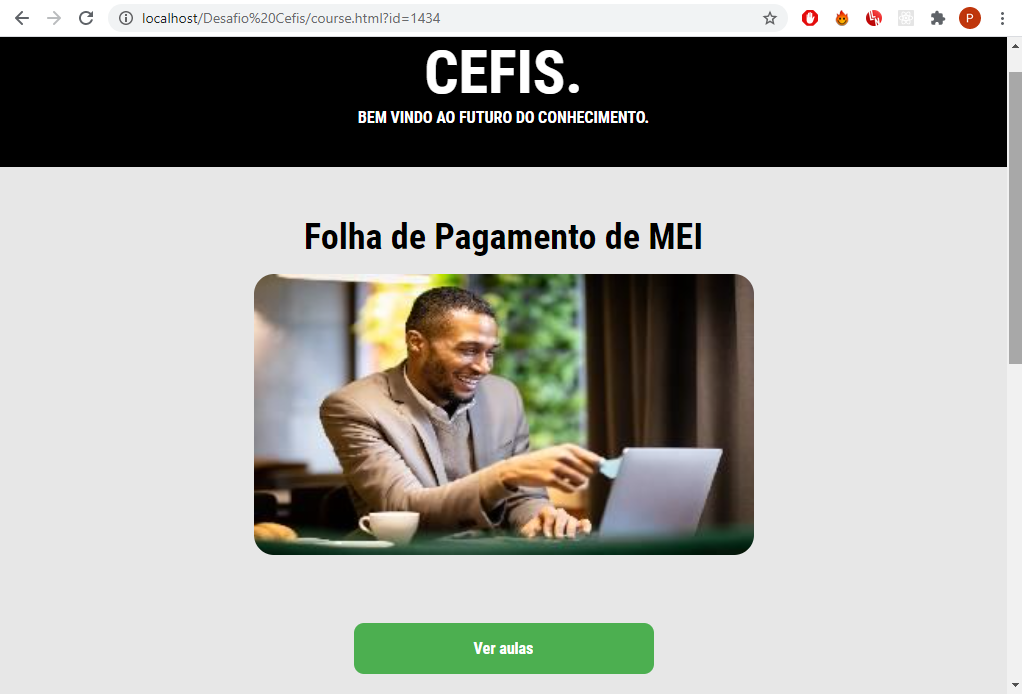 localhost/Desafio%20Cefis/course.html?id=1434
P
CEFIS.
BEM VINDO AO FUTURO DO CONHECIMENTO.
Folha de Pagamento de MEI
Ver aulas